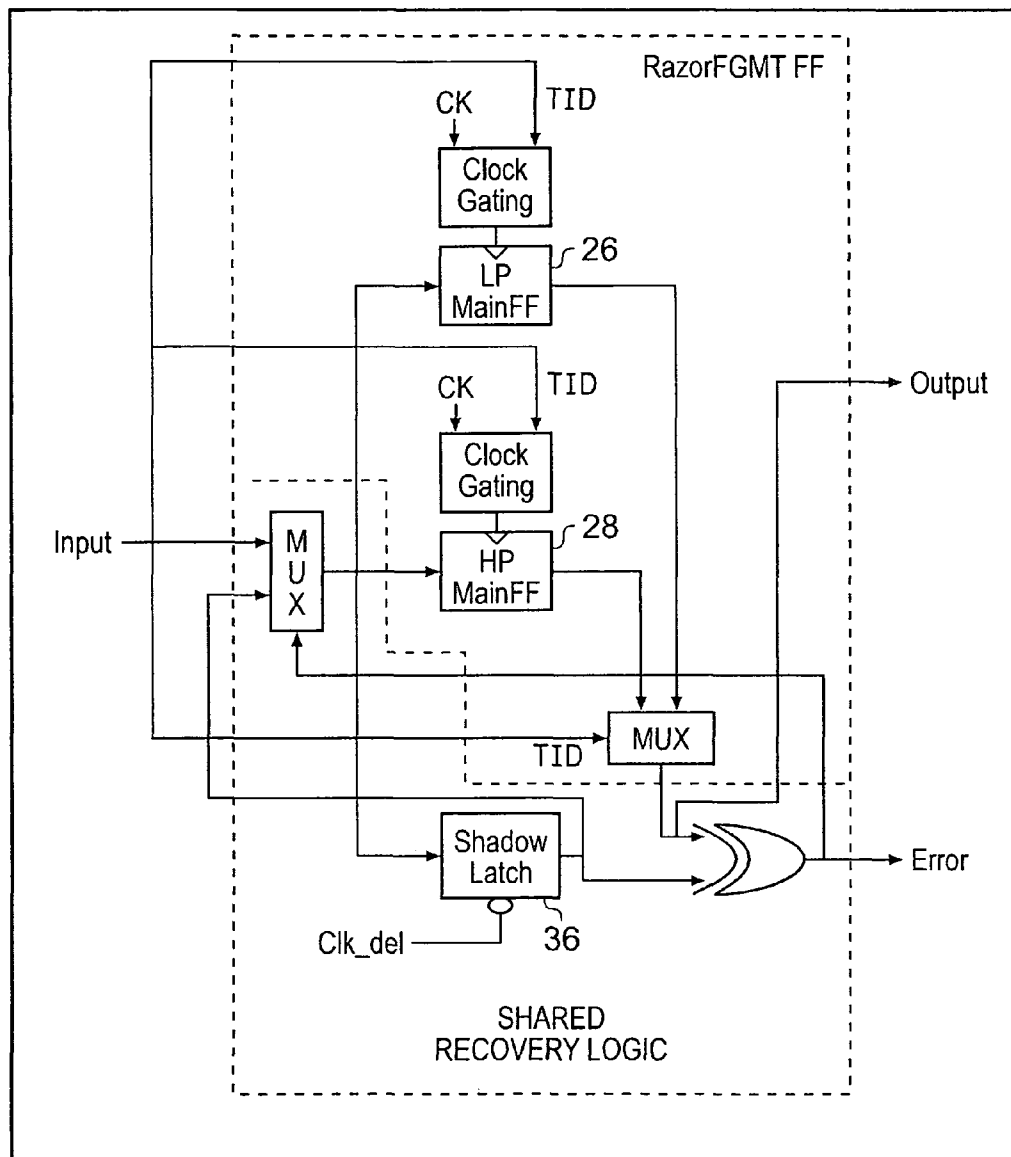 RazorFGMT FF
CK
TID
Clock
Gating
26
LP
MainFF
CK
TID
Output
Clock
Gating
Input
M
U
X
28
HP
MainFF
MUX
TID
Shadow
Latch
Error
36
Clk_del
SHARED
RECOVERY LOGIC